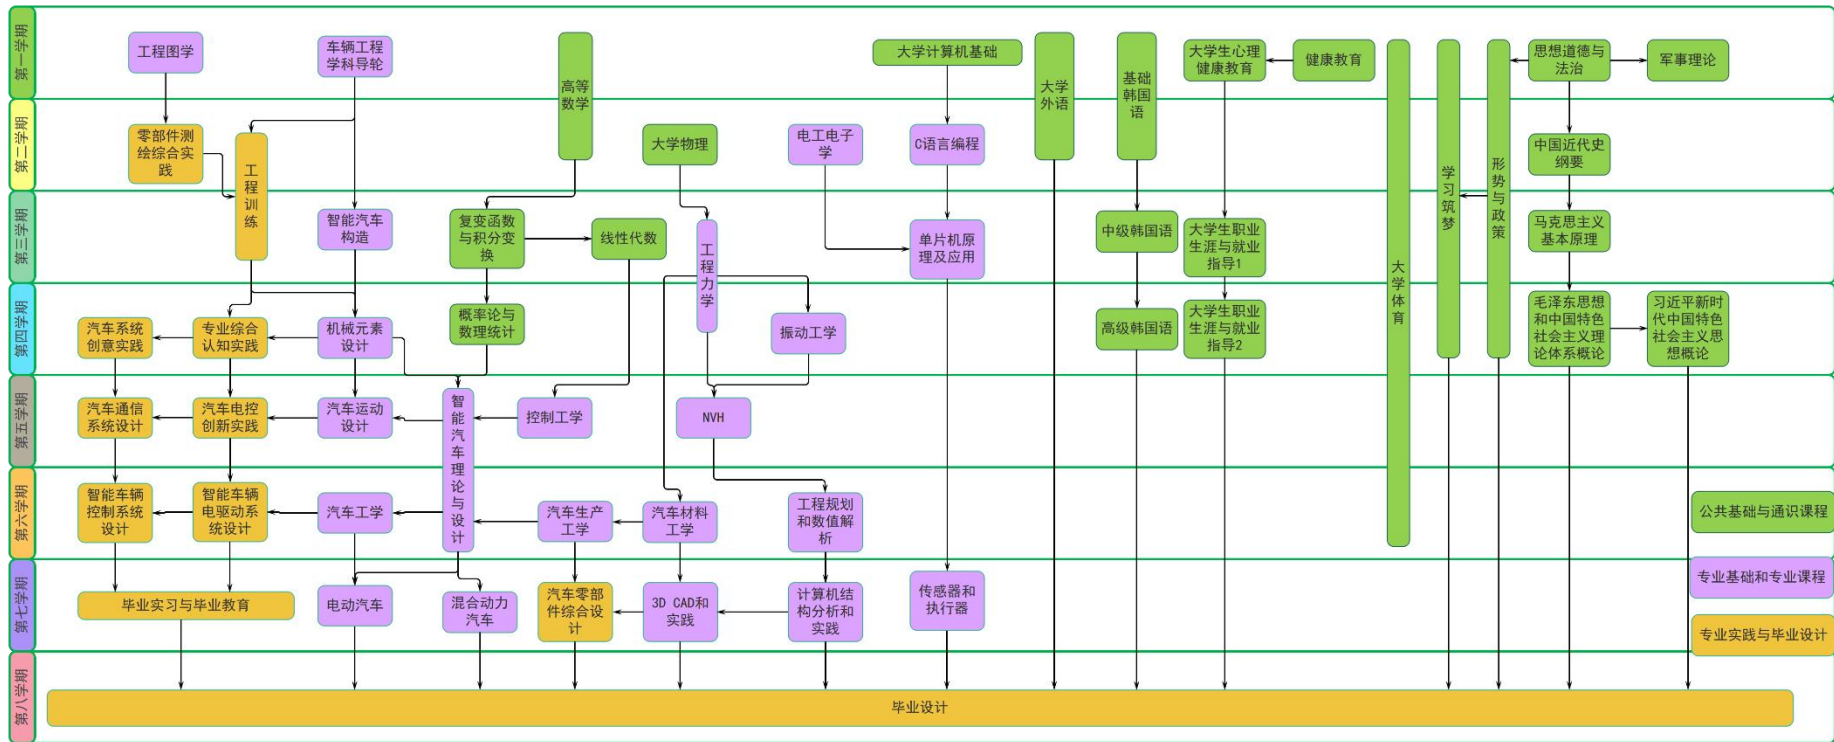 第一学期
工程图学
车辆工程
学科导轮
高等
数学
大学计算机基础
大学
外语
基础
韩国
语
大学生心理
健康教育
健康教育
思想道德与
法治
军事理论
第二学期
零部件测
绘综合实
践
工程训练
大学物理
电工电子
学
C语言编程
学习筑梦
形势与政策
中国近代史
纲要
第三学期
智能汽车
构造
复变函数
与积分变
换
线性代数
工程力学
单片机原
理及应用
中级韩国语
大学生职业
生涯与就业
指导1
大学体育
马克思主义
基本原理
第四学期
汽车系统
创意实践
专业综合
认知实践
机械元素
设计
概率论与
数理统计
振动工学
高级韩国语
大学生职业
生涯与就业
指导2
毛泽东思想
和中国特色
社会主义理
论体系概论
习近平新时
代中国特色
社会主义思
想概论
第五学期
汽车通信
系统设计
汽车电控
创新实践
汽车运动
设计
智能汽车理论与设计
控制工学
NVH
第六学期
智能车辆
控制系统
设计
智能车辆
电驱动系
统设计
汽车工学
汽车生产
工学
汽车材料
工学
工程规划
和数值解
析
公共基础与通识课程
第七学期
毕业实习与毕业教育
电动汽车
混合动力
汽车
汽车零部
件综合设
计
3D CAD和
实践
计算机结
构分析和
实践
传感器和
执行器
专业基础和专业课程
专业实践与毕业设计
第八学期
毕业设计